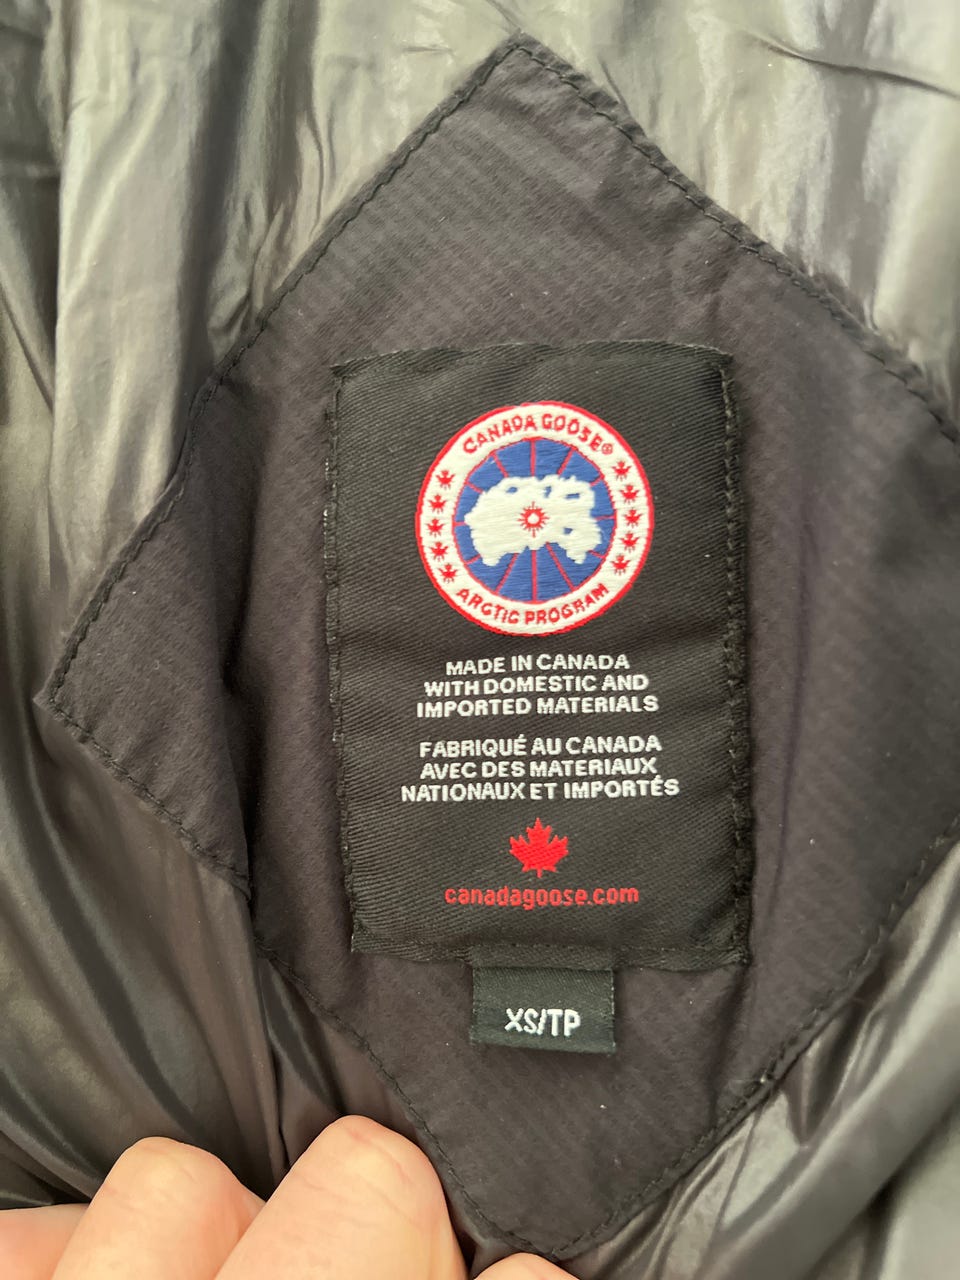 CANADA GOOSE®
ARCTIC PROGRAM
MADE IN CANADA
WITH DOMESTIC AND
IMPORTED MATERIALS
FABRIQUÉ AU CANADA
AVEC DES MATERIAUX
NATIONAUX ET IMPORTÉS
canadagoose.com
XS/TP